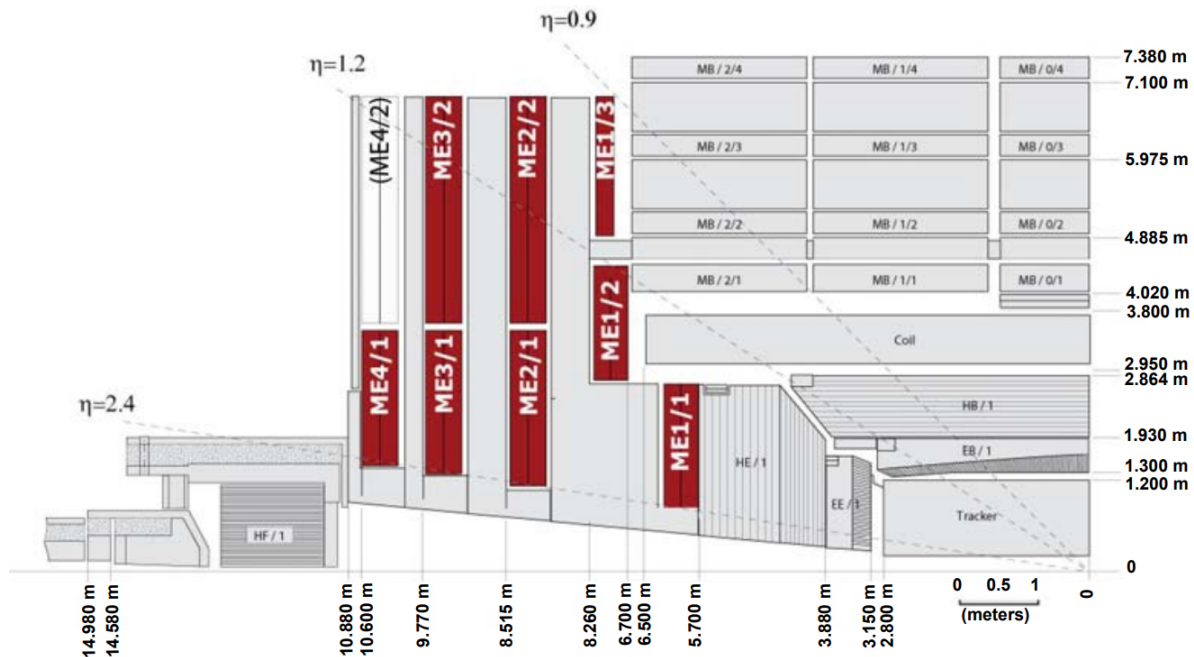 η=0.9
η=1.2
η=2.4
MB / 2/4
MB / 1/4
MB / 0/4
7.380 m
7.100 m
(ME4/2)
ME3/2
ME2/2
ME1/3
MB / 2/3
MB / 1/3
MB / 0/3
5.975 m
MB / 2/2
MB / 1/2
MB / 0/2
4.885 m
ME1/2
MB / 2/1
MB / 1/1
MB / 0/1
4.020 m
3.800 m
Coil
ME4/1
ME3/1
ME2/1
2.950 m
2.864 m
ME1/1
HB / 1
HE / 1
1.930 m
EB / 1
1.300 m
1.200 m
EE / 1
Tracker
HF / 1
0
14.980 m
14.580 m
10.880 m
10.600 m
9.770 m
8.515 m
8.260 m
6.700 m
6.500 m
5.700 m
3.880 m
3.150 m
2.800 m
0 0.5 1
(meters)
0